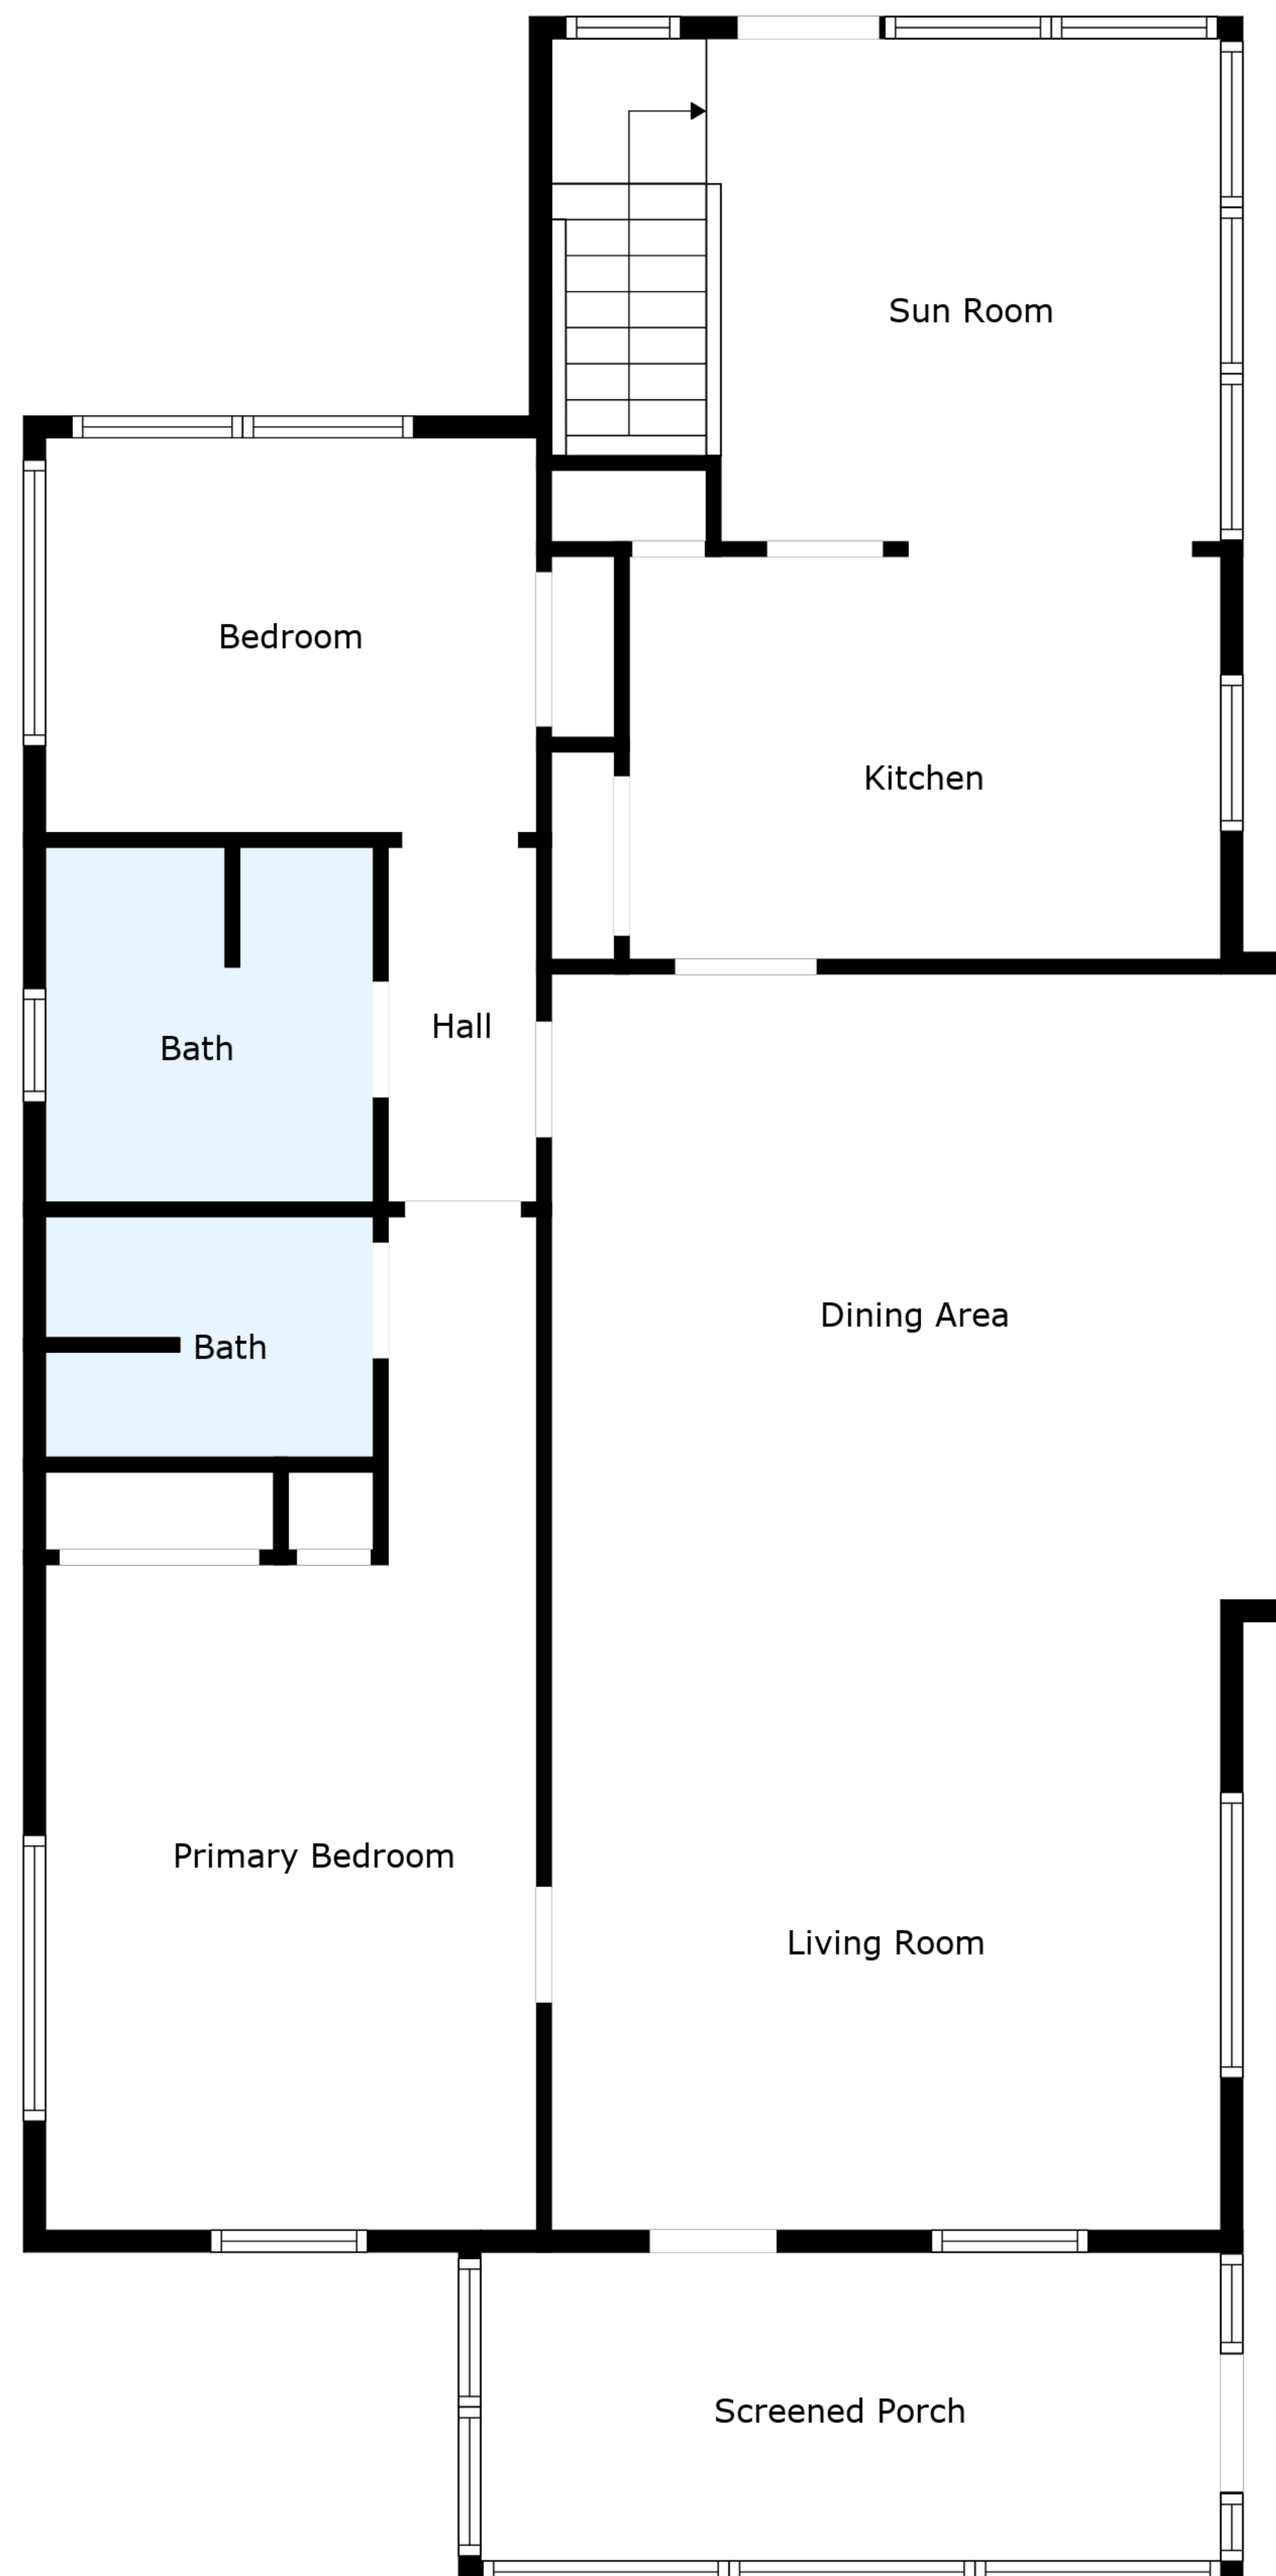 Sun Room
Bedroom
Kitchen
Hall
Bath
Dining Area
Bath
Primary Bedroom
Living Room
Screened Porch